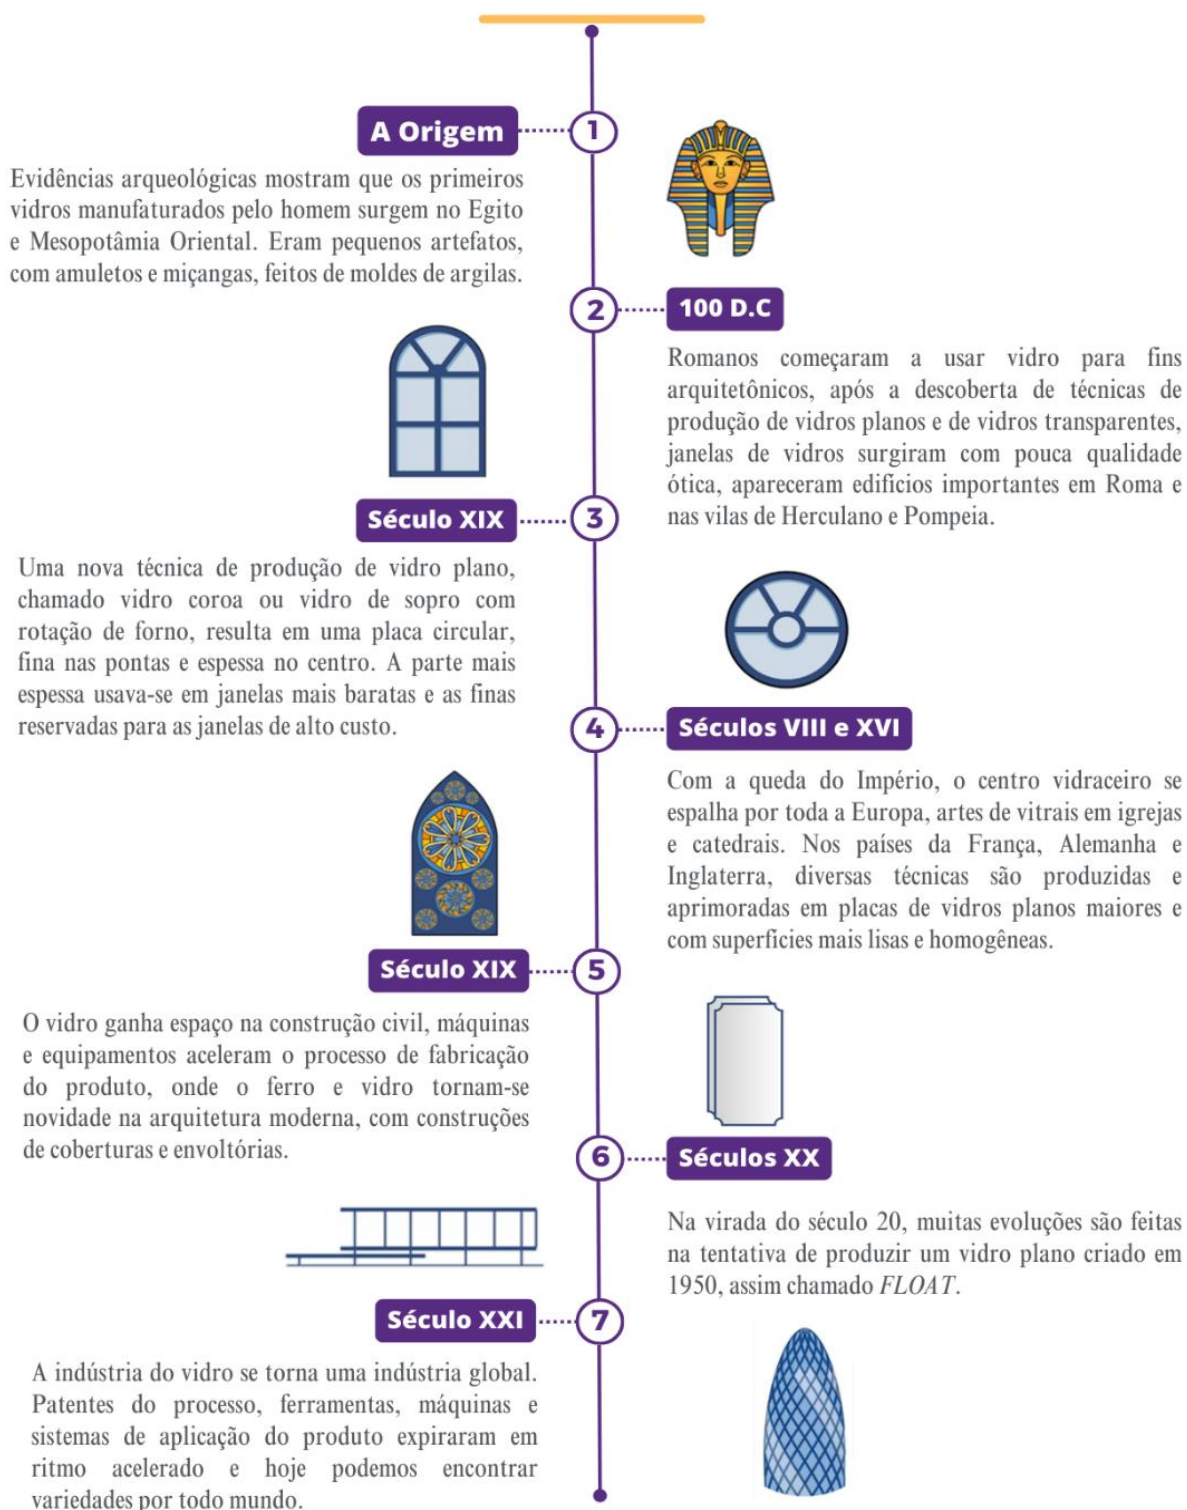 A Origem
1
Evidências arqueológicas mostram que os primeiros
vidros manufaturados pelo homem surgem no Egito
e Mesopotâmia Oriental. Eram pequenos artefatos,
com amuletos e miçangas, feitos de moldes de argilas.
2
100 D.C
Romanos começaram a usar vidro para fins
arquitetônicos, após a descoberta de técnicas de
produção de vidros planos e de vidros transparentes,
janelas de vidros surgiram com pouca qualidade
ótica, apareceram edifícios importantes em Roma e
nas vilas de Herculano e Pompeia.
Século XIX
3
Uma nova técnica de produção de vidro plano,
chamado vidro coroa ou vidro de sopro com
rotação de forno, resulta em uma placa circular,
fina nas pontas e espessa no centro. A parte mais
espessa usava-se em janelas mais baratas e as finas
reservadas para as janelas de alto custo.
4
Séculos VIII e XVI
Com a queda do Império, o centro vidraceiro se
espalha por toda a Europa, artes de vitrais em igrejas
e catedrais. Nos países da França, Alemanha e
Inglaterra, diversas técnicas são produzidas e
aprimoradas em placas de vidros planos maiores e
com superfícies mais lisas e homogêneas.
Século XIX
5
O vidro ganha espaço na construção civil, máquinas
e equipamentos aceleram o processo de fabricação
do produto, onde o ferro e vidro tornam-se
novidade na arquitetura moderna, com construções
de coberturas e envoltórias.
6
Séculos XX
Na virada do século 20, muitas evoluções são feitas
na tentativa de produzir um vidro plano criado em
1950, assim chamado FLOAT.
Século XXI
7
A indústria do vidro se torna uma indústria global.
Patentes do processo, ferramentas, máquinas e
sistemas de aplicação do produto expiraram em
ritmo acelerado e hoje podemos encontrar
variedades por todo mundo.